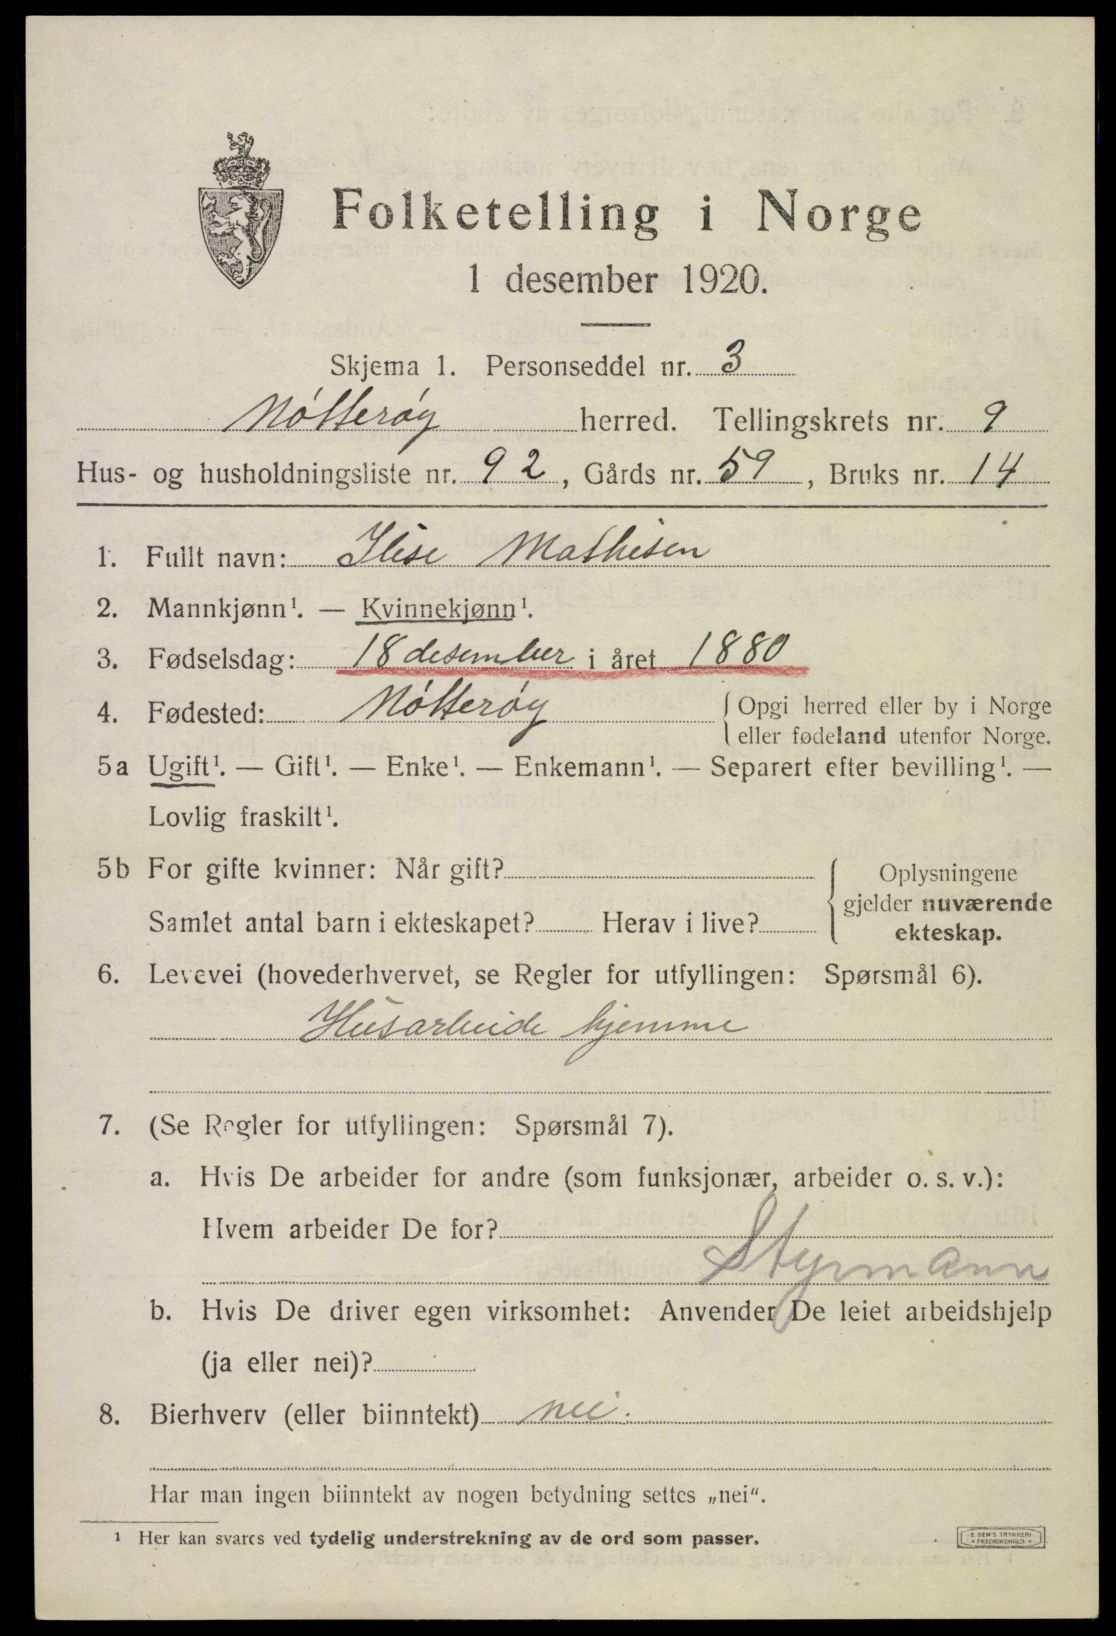 Folketelling i Norge
1 desember 1920.
Skjema 1. Personseddel nr. 3
Nótterøy herred. Tellingskrets nr. 9
Hus- og husholdningsliste nr. 92, Gårds nr. 59, Bruks nr. 14
1. Fullt navn: Ilise Mathisen
2. Mannkjønn¹. — Kvinnekjønn¹.
3. Fødselsdag: 18 desember i året 1880
4. Fødested: Nótterøy { Opgi herred eller by i Norge
eller fødeland utenfor Norge.
5a Ugift¹. — Gift¹. — Enke¹. — Enkemann¹. — Separert efter bevilling¹. —
Lovlig fraskilt¹.
5b For gifte kvinner: Når gift?
Samlet antal barn i ekteskapet? Herav i live?
{ Oplysningene
gjelder nuværende
ekteskap.
6. Levevei (hovederhvervet, se Regler for utfyllingen: Spørsmål 6).
Husarbeide hjemme
7. (Se Regler for utfyllingen: Spørsmål 7).
a. Hvis De arbeider for andre (som funksjonær, arbeider o. s. v.):
Hvem arbeider De for?
Styrmann
b. Hvis De driver egen virksomhet: Anvender De leiet arbeidshjelp
(ja eller nei)?
8. Bierhverv (eller biinntekt) nei.
Har man ingen biinntekt av nogen betydning settes „nei".
¹ Her kan svares ved tydelig understrekning av de ord som passer.
E. SEM'S TRYKKERI
FREDRIKSHALD